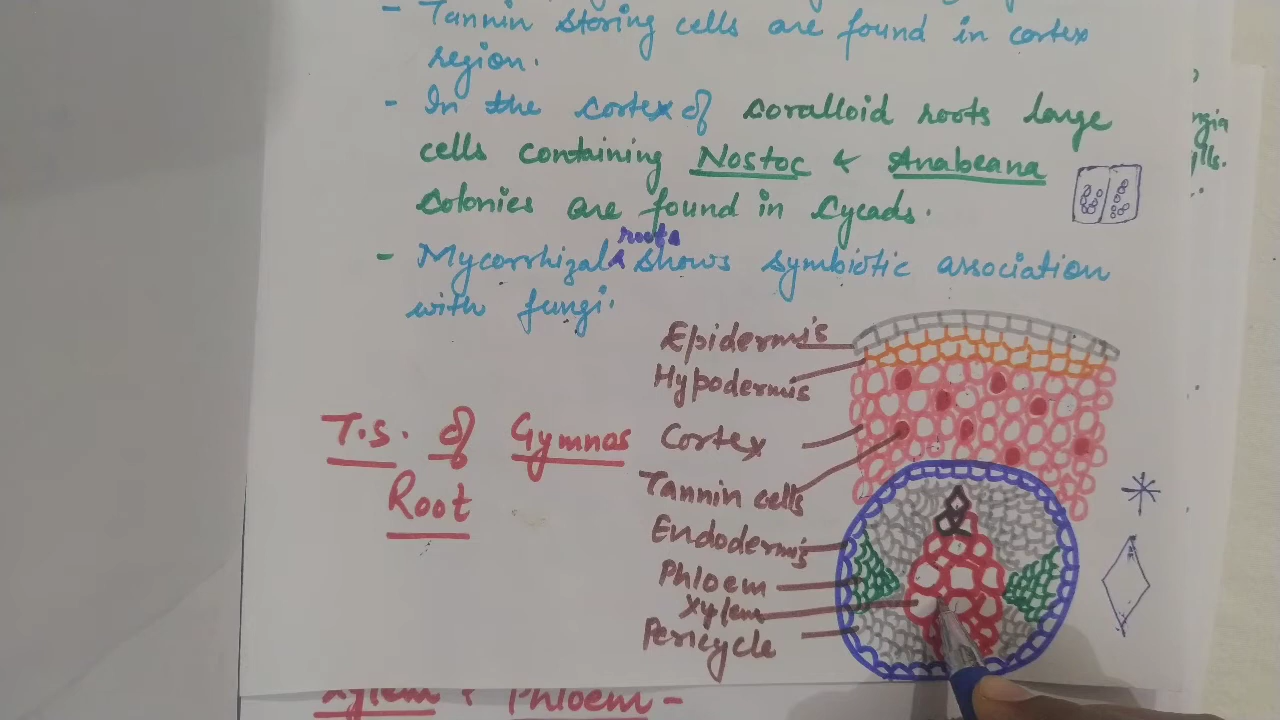 - Tannin storing cells are found in cortex
region.
- In the cortex of coralloid roots large
cells containing Nostoc & Anabeana
Colonies are found in Cycads.
roots
- Mycorrhizal shows symbiotic association
with fungi.
Epidermis
Hypodermis
T.S. of Gymnos
Root
Cortex
Tannin cells
Endodermis
Phloem
Xylem
Pericycle
Xylem & Phloem -